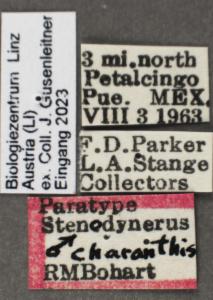 Biologiezentrum Linz
Austria (LI)
ex. Coll. J. Gusenleitner
Eingang 2023
3 mi.north
Petalcingo
Pue. MEX.
VIII 3 1963
F.D.Parker
L.A.Stange
Collectors
Paratype
Stenodynerus
♂ charanthis
RMBohart